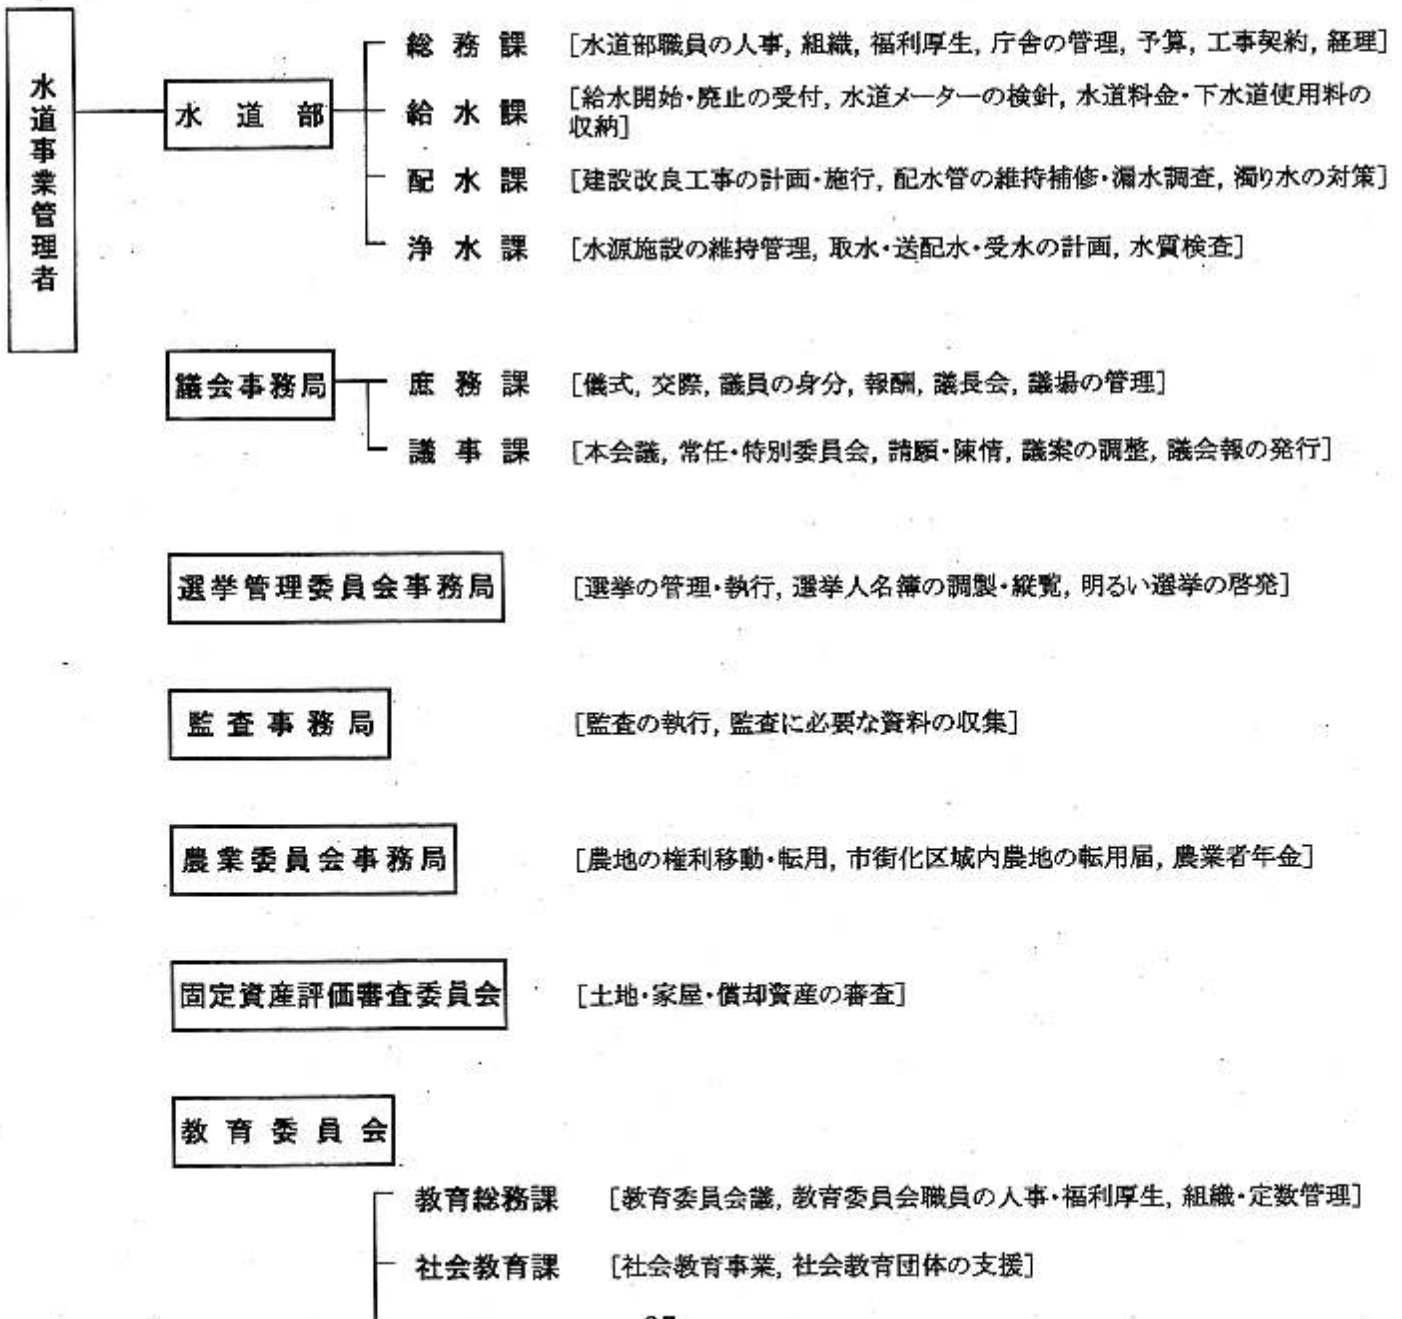 水道事業管理者
水道部
総務課 [水道部職員の人事, 組織, 福利厚生, 庁舎の管理, 予算, 工事契約, 経理]
給水課 [給水開始・廃止の受付, 水道メーターの検針, 水道料金・下水道使用料の
収納]
配水課 [建設改良工事の計画・施行, 配水管の維持補修・漏水調査, 濁り水の対策]
浄水課 [水源施設の維持管理, 取水・送配水・受水の計画, 水質検査]
議会事務局
庶務課 [儀式, 交際, 議員の身分, 報酬, 議長会, 議場の管理]
議事課 [本会議, 常任・特別委員会, 請願・陳情, 議案の調整, 議会報の発行]
選挙管理委員会事務局 [選挙の管理・執行, 選挙人名簿の調製・縦覧, 明るい選挙の啓発]
監査事務局 [監査の執行, 監査に必要な資料の収集]
農業委員会事務局 [農地の権利移動・転用, 市街化区域内農地の転用届, 農業者年金]
固定資産評価審査委員会 [土地・家屋・償却資産の審査]
教育委員会
教育総務課 [教育委員会議, 教育委員会職員の人事・福利厚生, 組織・定数管理]
社会教育課 [社会教育事業, 社会教育団体の支援]